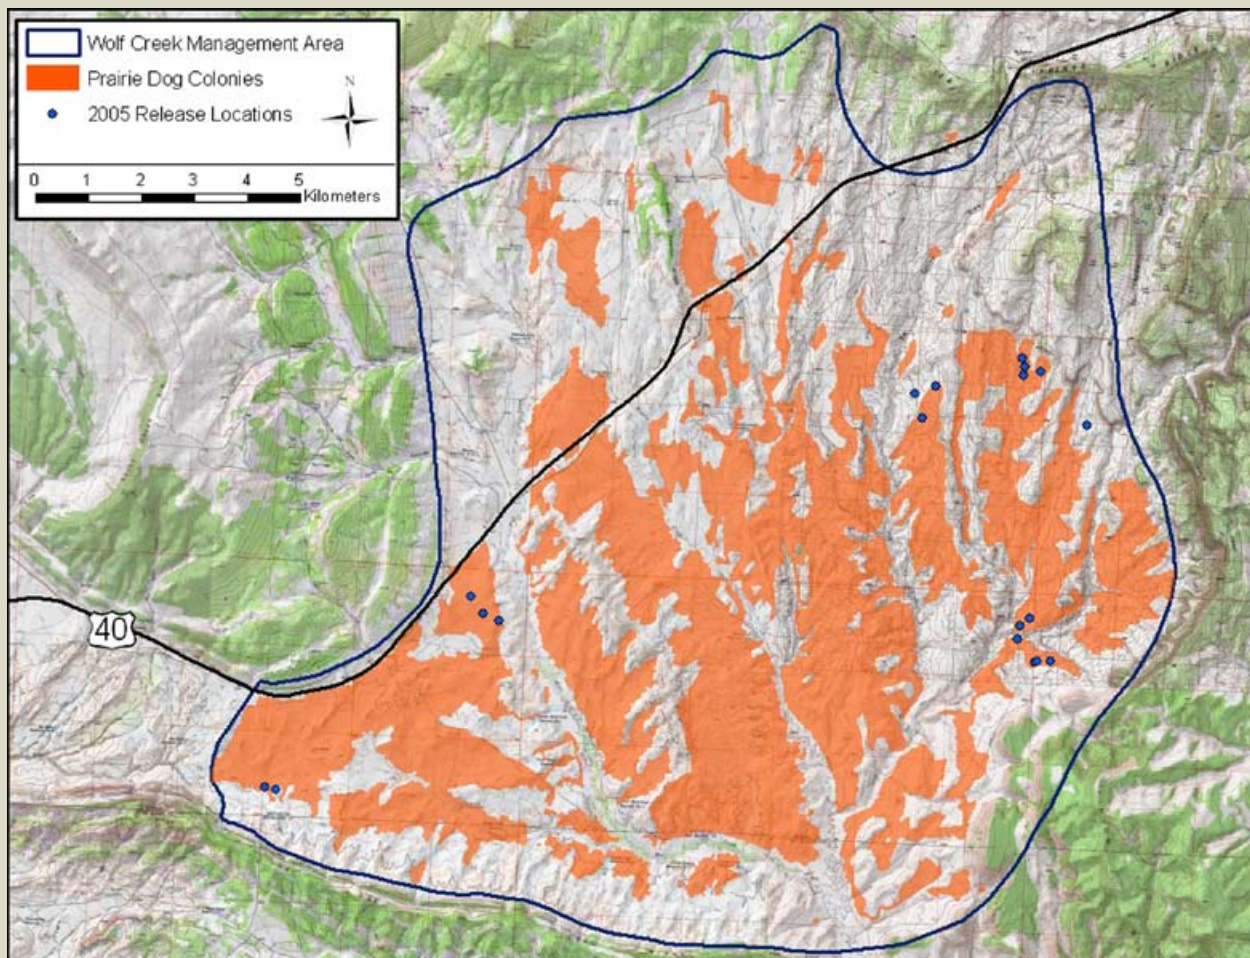 Wolf Creek Management Area
Prairie Dog Colonies
2005 Release Locations
N
0 1 2 3 4 5
Kilometers
40